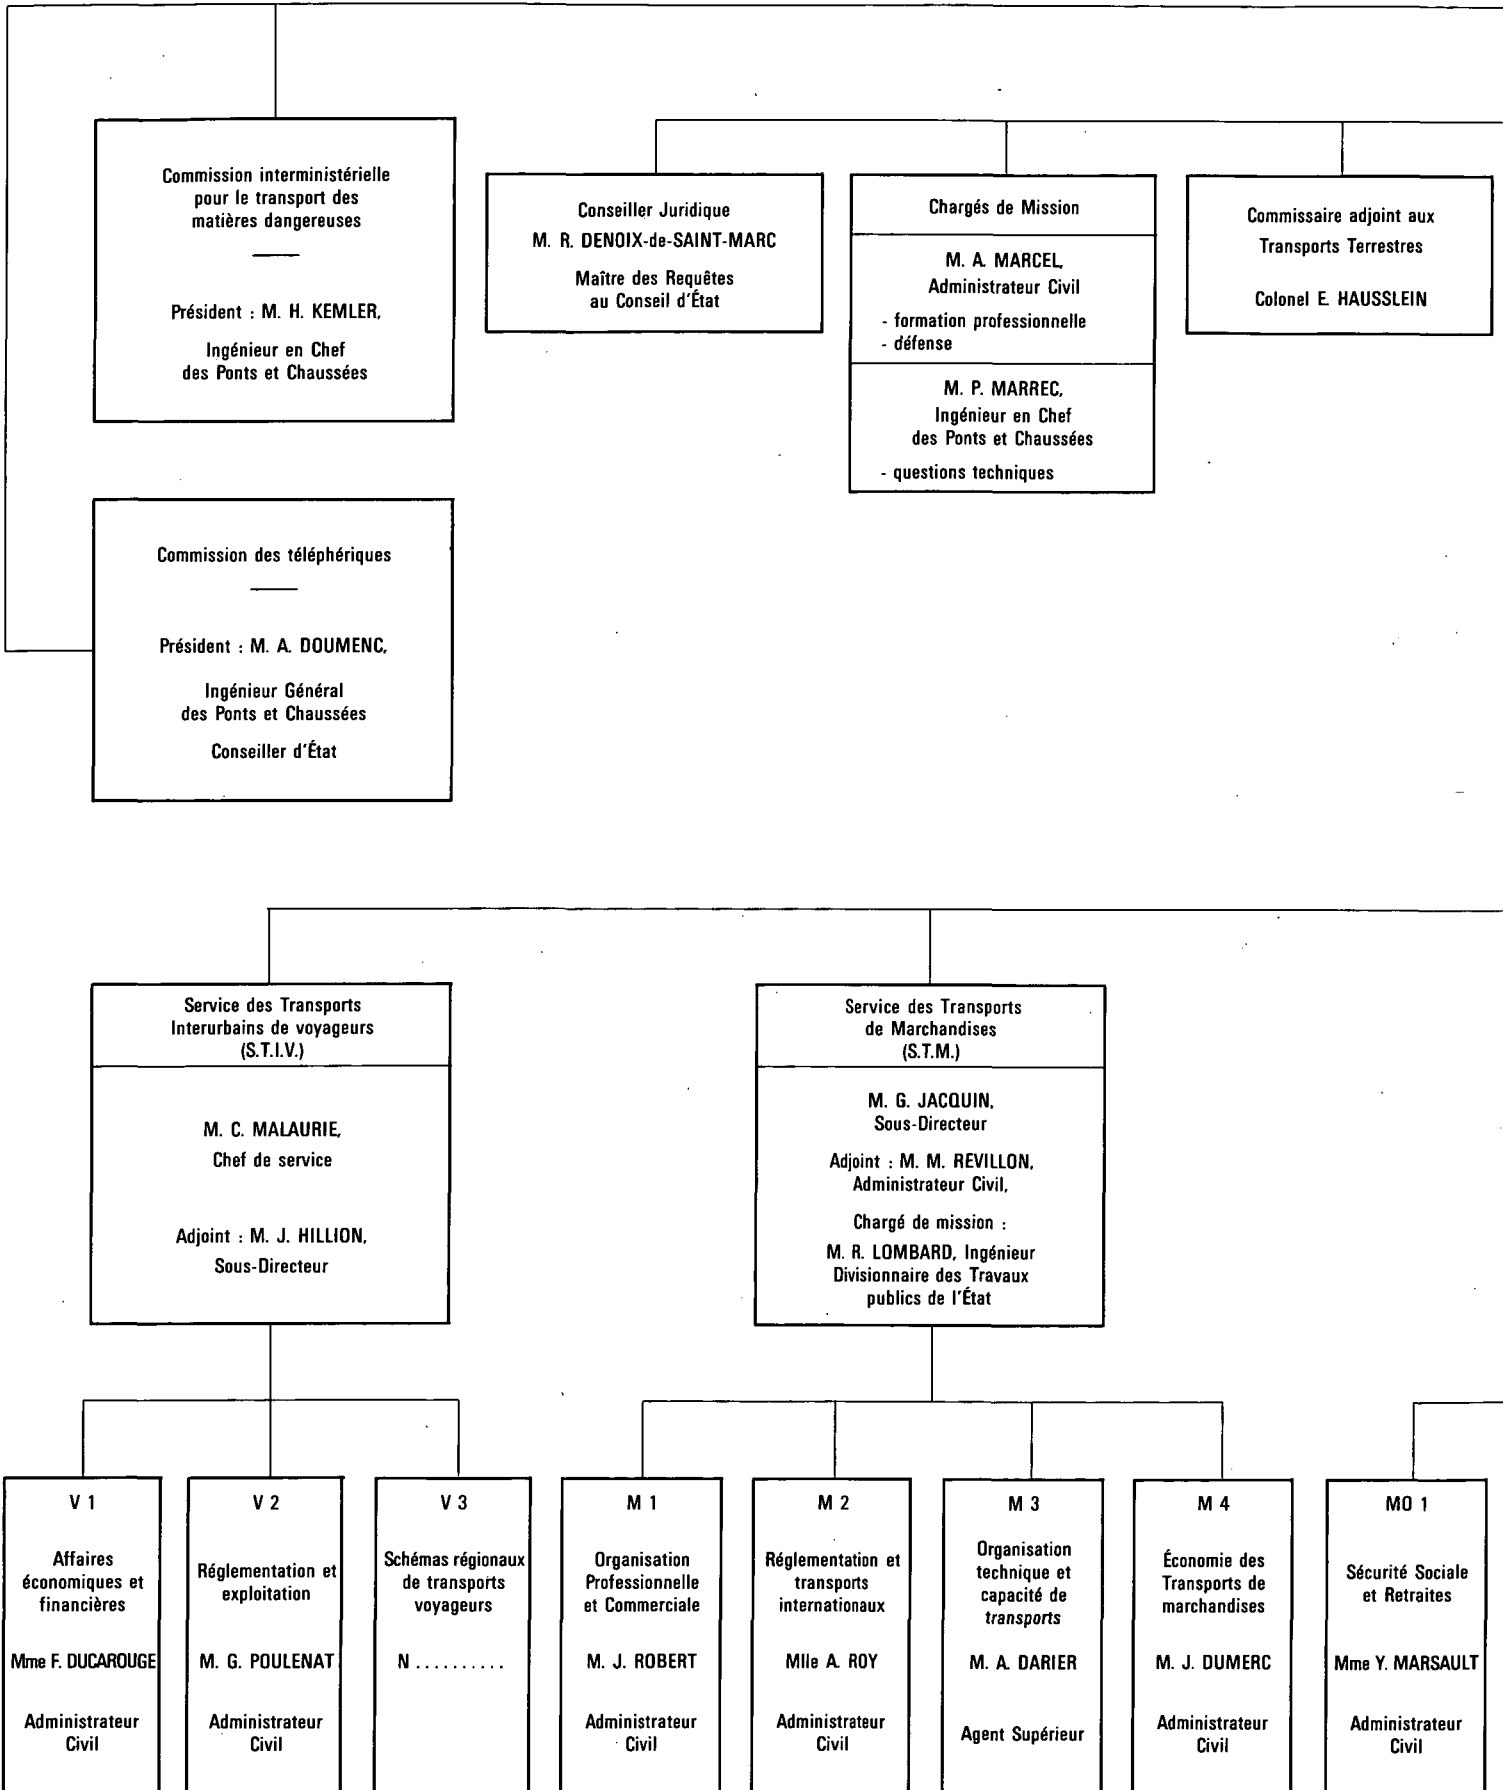 Commission interministérielle
pour le transport des
matières dangereuses
Président : M. H. KEMLER,
Ingénieur en Chef
des Ponts et Chaussées
Conseiller Juridique
M. R. DENOIX-de-SAINT-MARC
Maître des Requêtes
au Conseil d'État
Chargés de Mission
M. A. MARCEL,
Administrateur Civil
- formation professionnelle
- défense
M. P. MARREC,
Ingénieur en Chef
des Ponts et Chaussées
- questions techniques
Commissaire adjoint aux
Transports Terrestres
Colonel E. HAUSSLEIN
Commission des téléphériques
Président : M. A. DOUMENC,
Ingénieur Général
des Ponts et Chaussées
Conseiller d'État
Service des Transports
Interurbains de voyageurs
(S.T.I.V.)
M. C. MALAURIE,
Chef de service
Adjoint : M. J. HILLION,
Sous-Directeur
Service des Transports
de Marchandises
(S.T.M.)
M. G. JACQUIN,
Sous-Directeur
Adjoint : M. M. REVILLON,
Administrateur Civil,
Chargé de mission :
M. R. LOMBARD, Ingénieur
Divisionnaire des Travaux
publics de l'État
V 1
Affaires
économiques et
financières
Mme F. DUCAROUGE
Administrateur
Civil
V 2
Réglementation et
exploitation
M. G. POULENAT
Administrateur
Civil
V 3
Schémas régionaux
de transports
voyageurs
N ..........
M 1
Organisation
Professionnelle
et Commerciale
M. J. ROBERT
Administrateur
Civil
M 2
Réglementation et
transports
internationaux
Mlle A. ROY
Administrateur
Civil
M 3
Organisation
technique et
capacité de
transports
M. A. DARIER
Agent Supérieur
M 4
Économie des
Transports de
marchandises
M. J. DUMERC
Administrateur
Civil
MO 1
Sécurité Sociale
et Retraites
Mme Y. MARSAULT
Administrateur
Civil